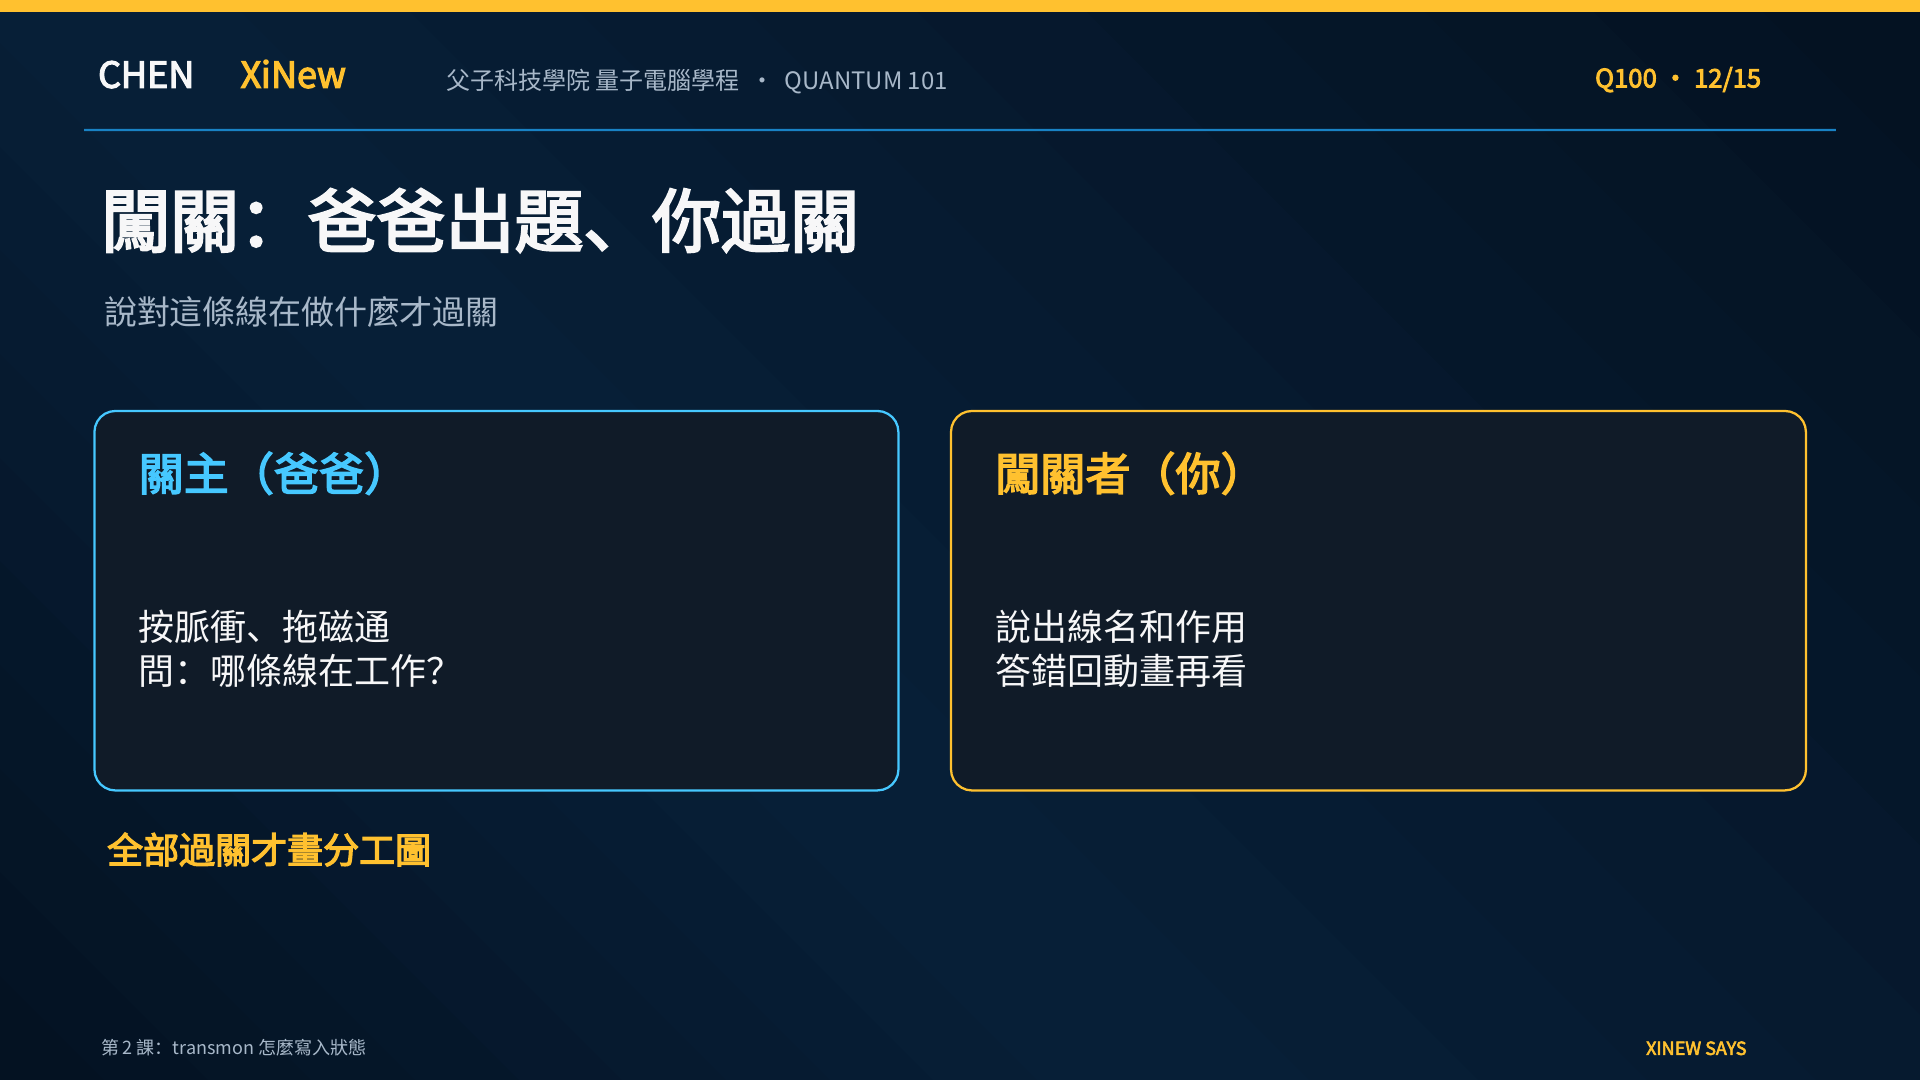 CHEN XiNew 父子科技學院 量子電腦學程 • QUANTUM 101 Q100 • 12/15
闖關：爸爸出題、你過關
說對這條線在做什麼才過關
關主（爸爸）
按脈衝、拖磁通
問：哪條線在工作？
闖關者（你）
說出線名和作用
答錯回動畫再看
全部過關才畫分工圖
第 2 課：transmon 怎麼寫入狀態
XINEW SAYS